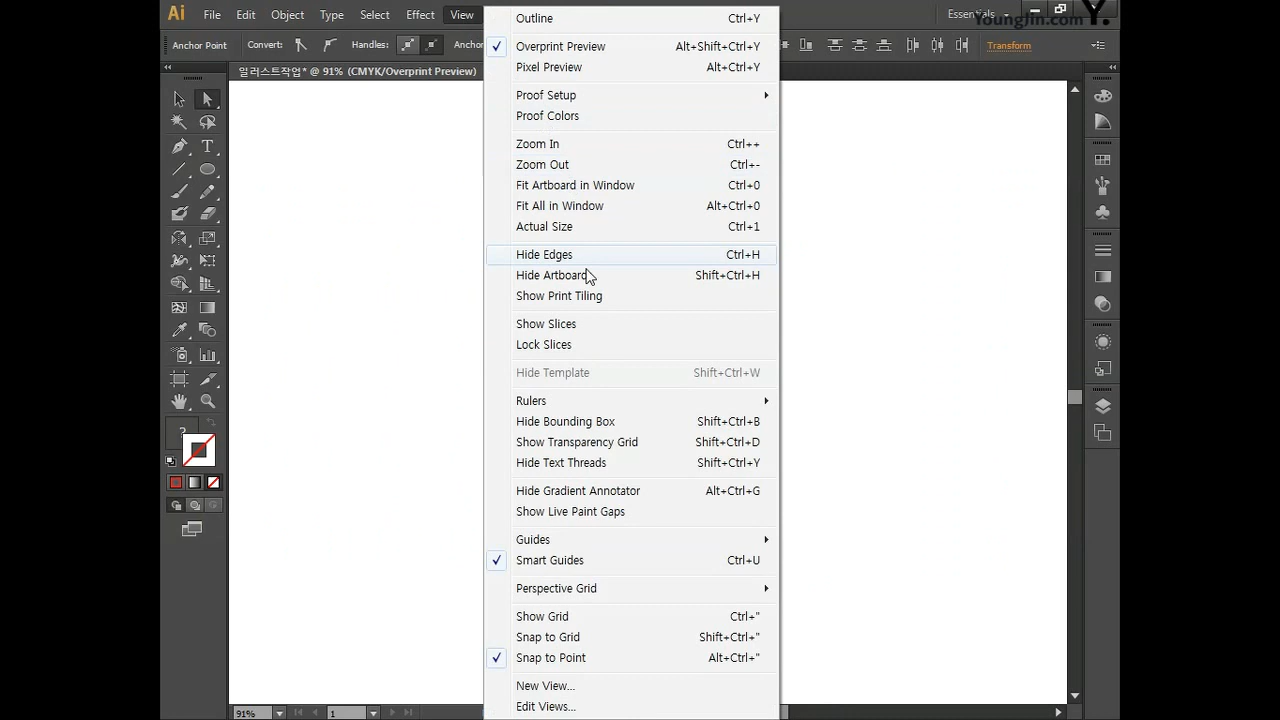 Ai File Edit Object Type Select Effect View Essentials
YoungJin.com Y.
Anchor Point Convert: Handles: Anchor Transform
일러스트작업* @ 91% (CMYK/Overprint Preview)
Outline Ctrl+Y
Overprint Preview Alt+Shift+Ctrl+Y
Pixel Preview Alt+Ctrl+Y
Proof Setup
Proof Colors
Zoom In Ctrl++
Zoom Out Ctrl+-
Fit Artboard in Window Ctrl+0
Fit All in Window Alt+Ctrl+0
Actual Size Ctrl+1
Hide Edges Ctrl+H
Hide Artboards Shift+Ctrl+H
Show Print Tiling
Show Slices
Lock Slices
Hide Template Shift+Ctrl+W
Rulers
Hide Bounding Box Shift+Ctrl+B
Show Transparency Grid Shift+Ctrl+D
Hide Text Threads Shift+Ctrl+Y
Hide Gradient Annotator Alt+Ctrl+G
Show Live Paint Gaps
Guides
Smart Guides Ctrl+U
Perspective Grid
Show Grid Ctrl+"
Snap to Grid Shift+Ctrl+"
Snap to Point Alt+Ctrl+"
New View...
Edit Views...
91% 1